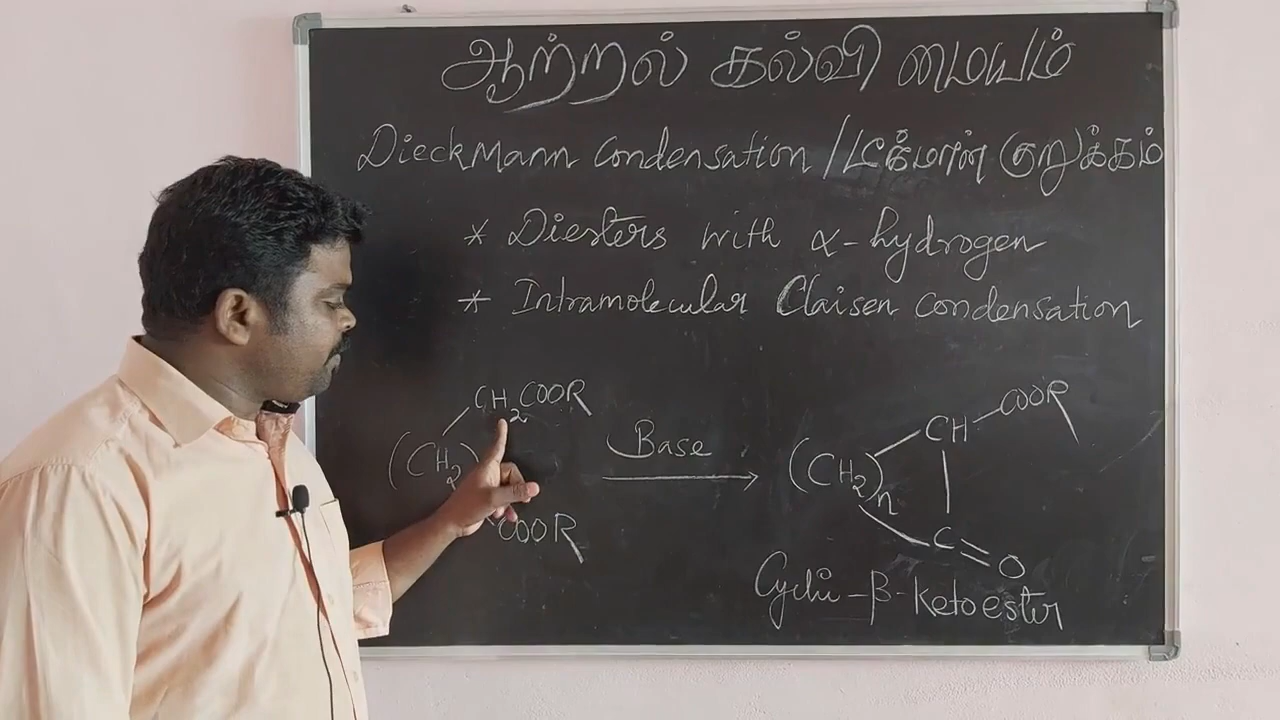 ஆற்றல் கல்வி மையம்
Dieckmann Condensation / டீக்மான் குறுக்கம்
* Diesters with α-hydrogen
* Intramolecular Claisen condensation
CH₂COOR
(CH₂)
COOR
Base
(CH₂)n
CH-COOR
C=O
Cyclic-β-Ketoester